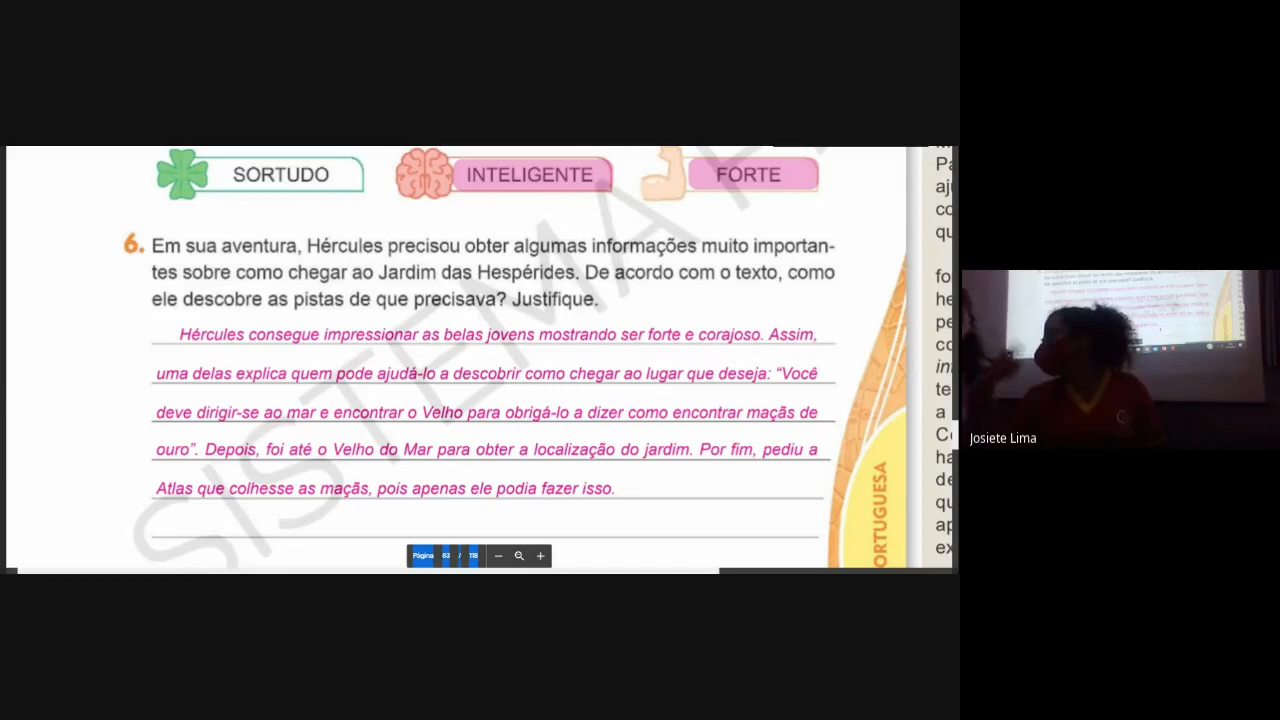 SORTUDO
INTELIGENTE
FORTE
6. Em sua aventura, Hércules precisou obter algumas informações muito importan-
tes sobre como chegar ao Jardim das Hespérides. De acordo com o texto, como
ele descobre as pistas de que precisava? Justifique.
Hércules consegue impressionar as belas jovens mostrando ser forte e corajoso. Assim,
uma delas explica quem pode ajudá-lo a descobrir como chegar ao lugar que deseja: “Você
deve dirigir-se ao mar e encontrar o Velho para obrigá-lo a dizer como encontrar maçãs de
ouro”. Depois, foi até o Velho do Mar para obter a localização do jardim. Por fim, pediu a
Atlas que colhesse as maçãs, pois apenas ele podia fazer isso.
SISTEMA
ORTUGUESA
Página 83 / 118
Josiete Lima